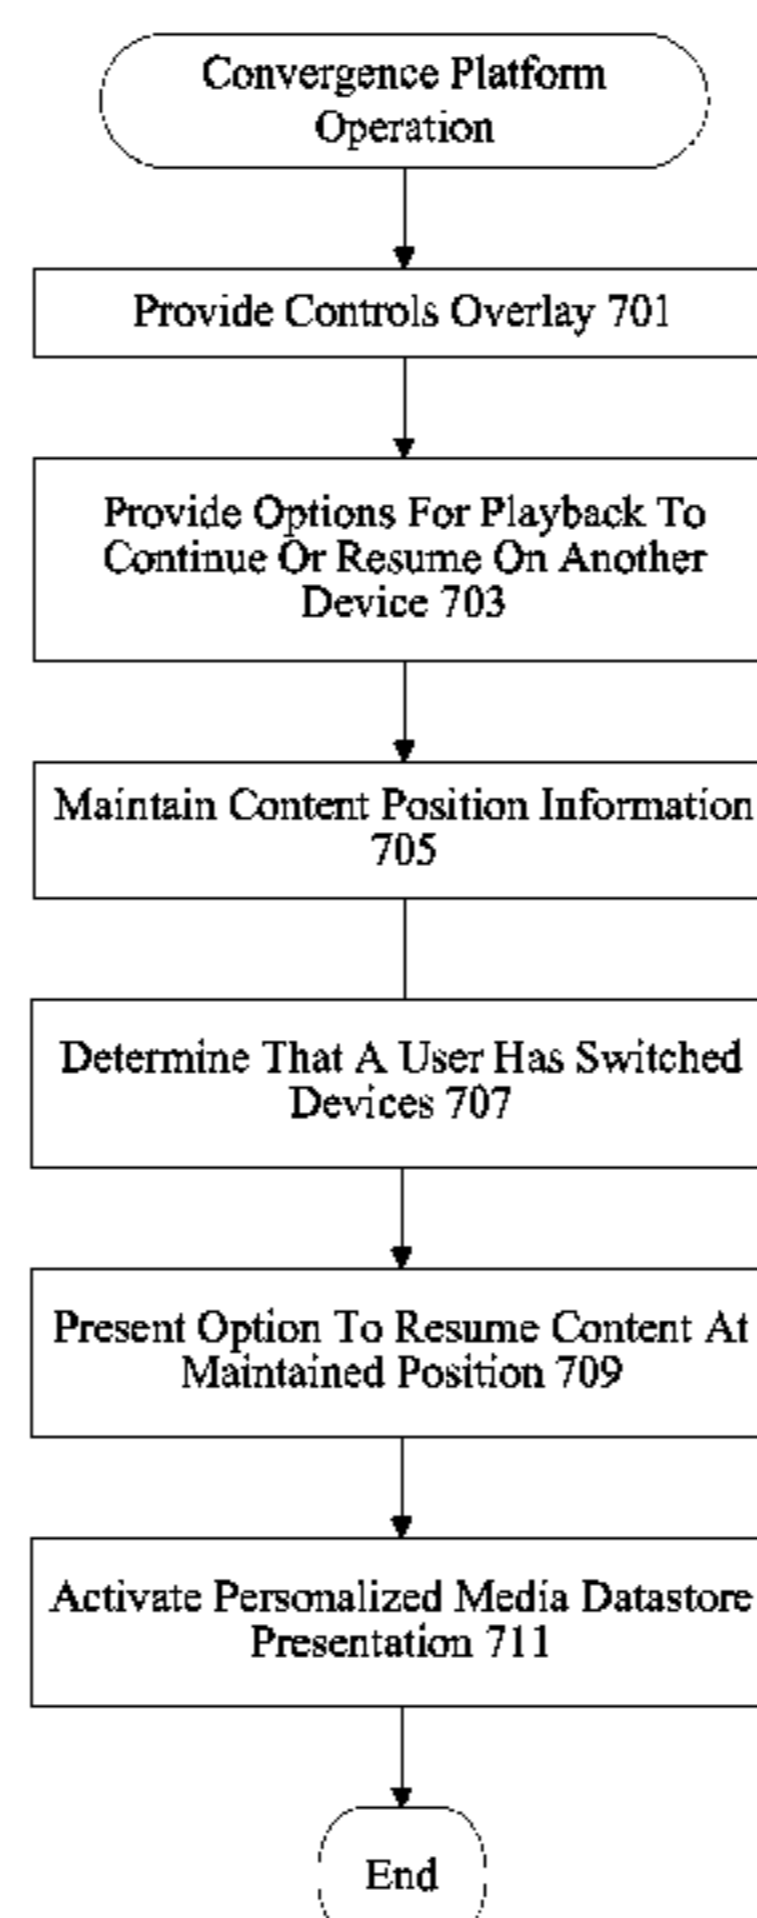 Convergence Platform
Operation
Provide Controls Overlay 701
Provide Options For Playback To
Continue Or Resume On Another
Device 703
Maintain Content Position Information
705
Determine That A User Has Switched
Devices 707
Present Option To Resume Content At
Maintained Position 709
Activate Personalized Media Datastore
Presentation 711
End